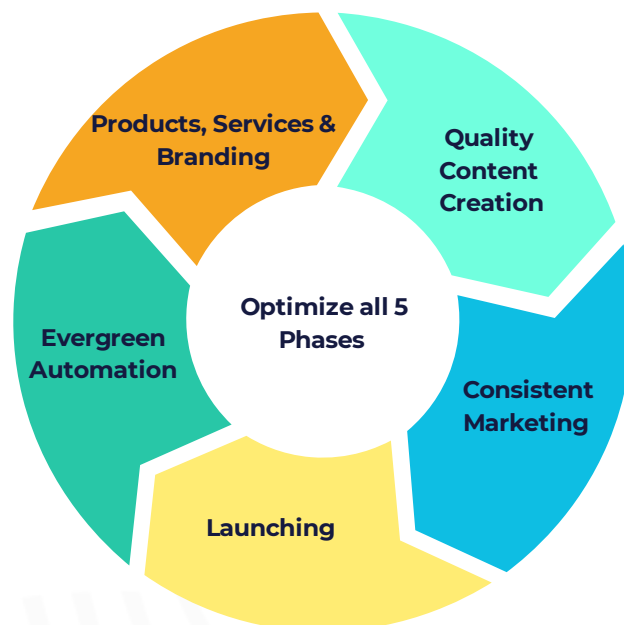 Products, Services &
Branding
Quality
Content
Creation
Optimize all 5
Phases
Evergreen
Automation
Consistent
Marketing
Launching